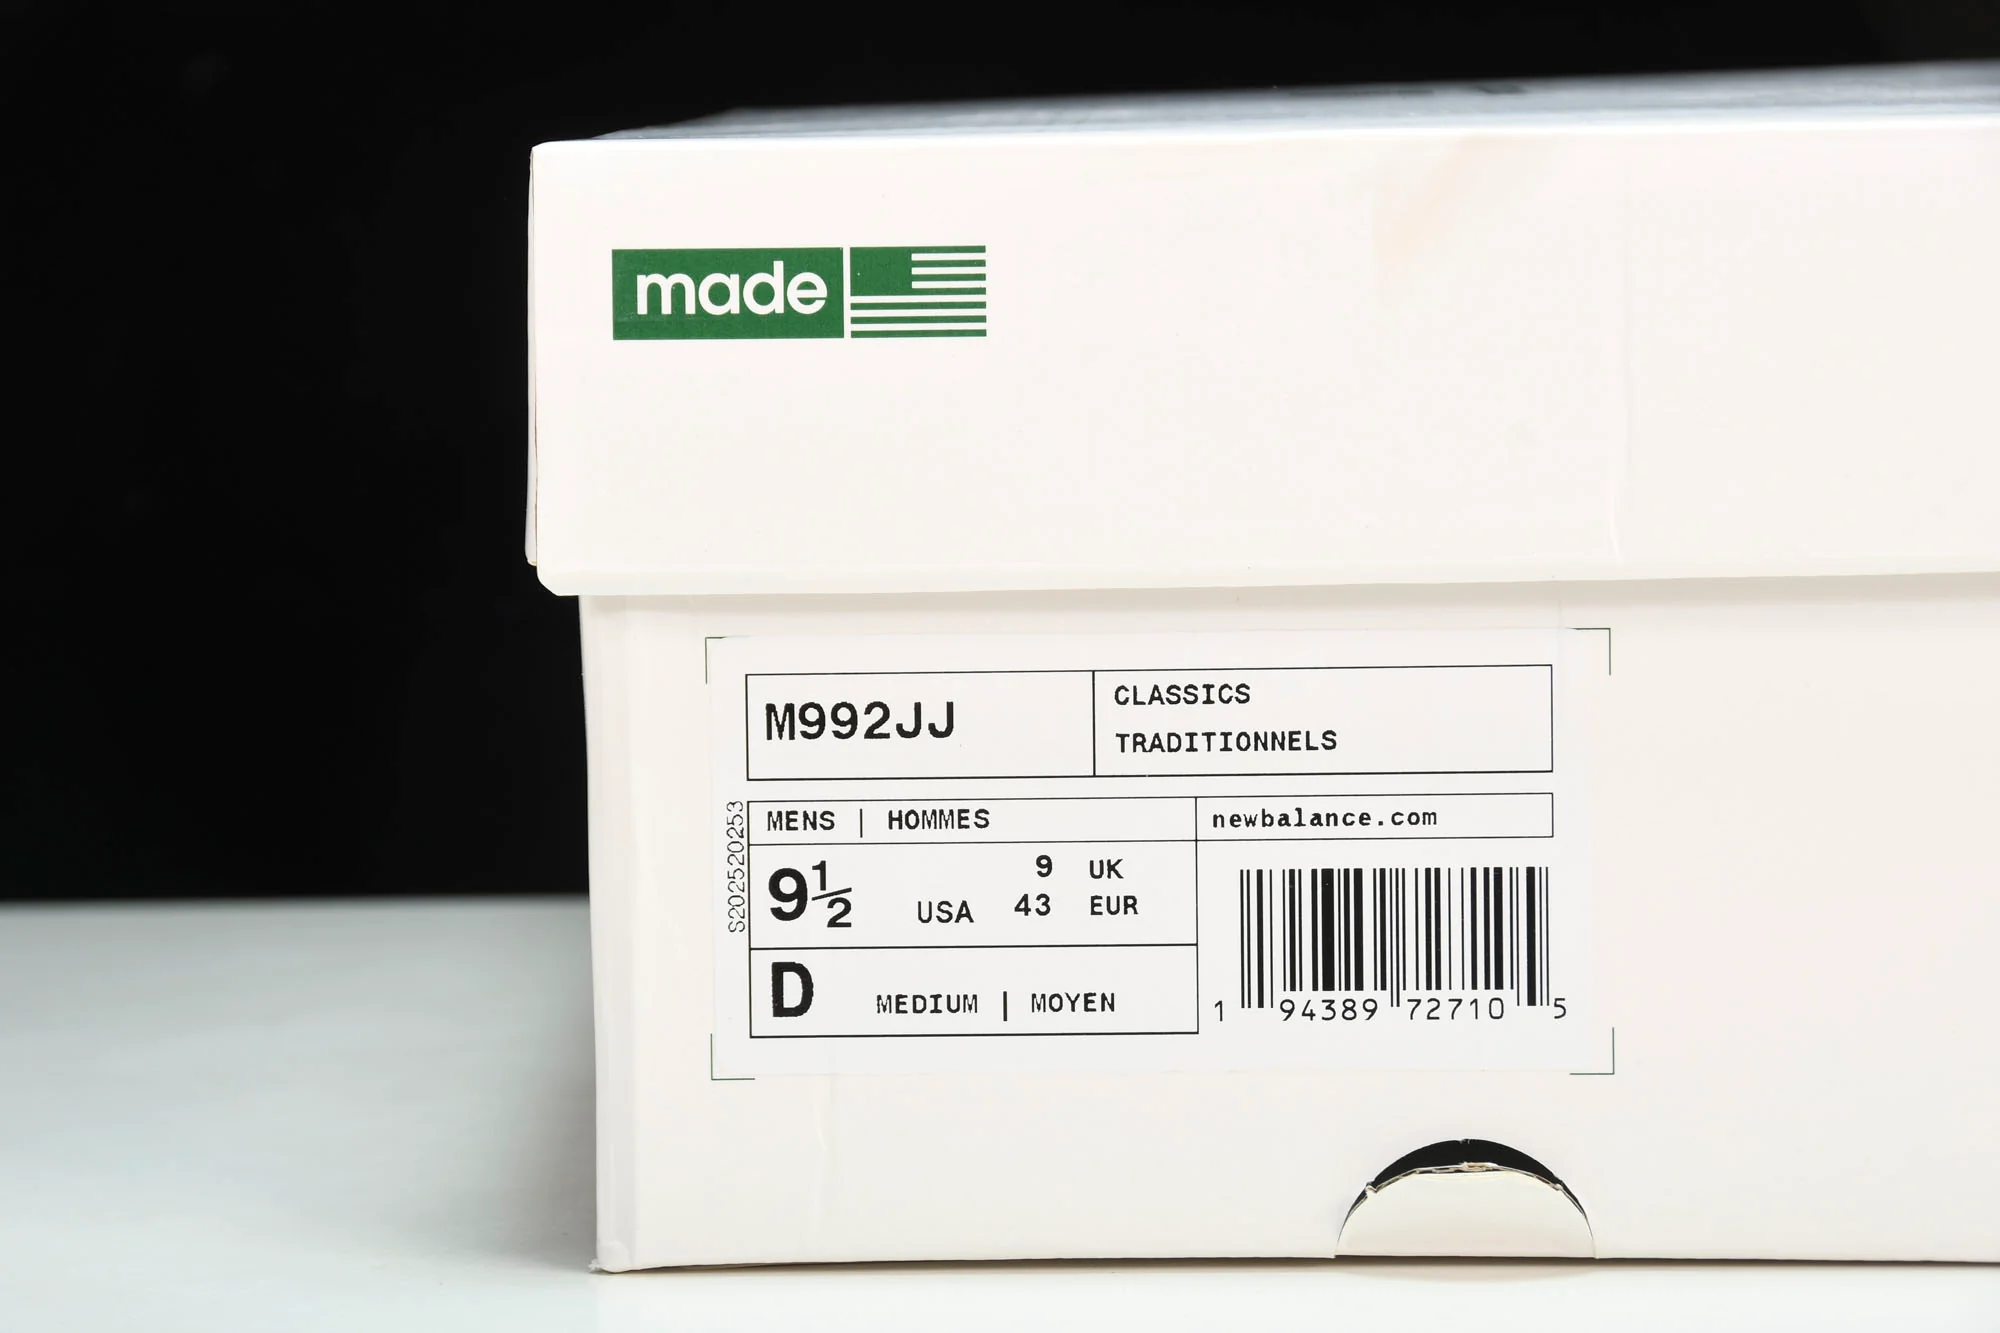 made
M992JJ
CLASSICS
TRADITIONNELS
S202520253
MENS | HOMMES
newbalance.com
9½ USA
9 UK
43 EUR
D MEDIUM | MOYEN
1 94389 72710 5